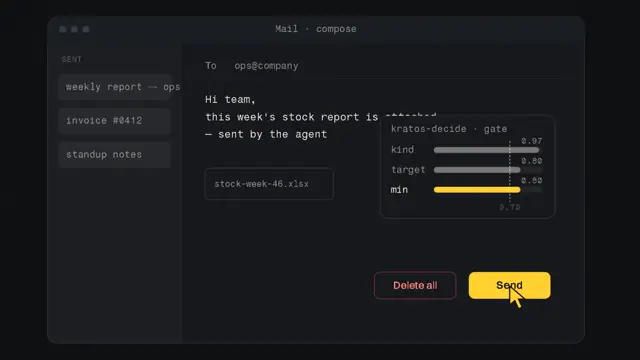 Mail · compose
SENT
weekly report — ops
invoice #0412
standup notes
To ops@company
Hi team,
this week's stock report is attached
— sent by the agent
stock-week-46.xlsx
kratos-decide · gate
kind 0.97
target 0.80
min 0.80
0.70
Delete all
Send